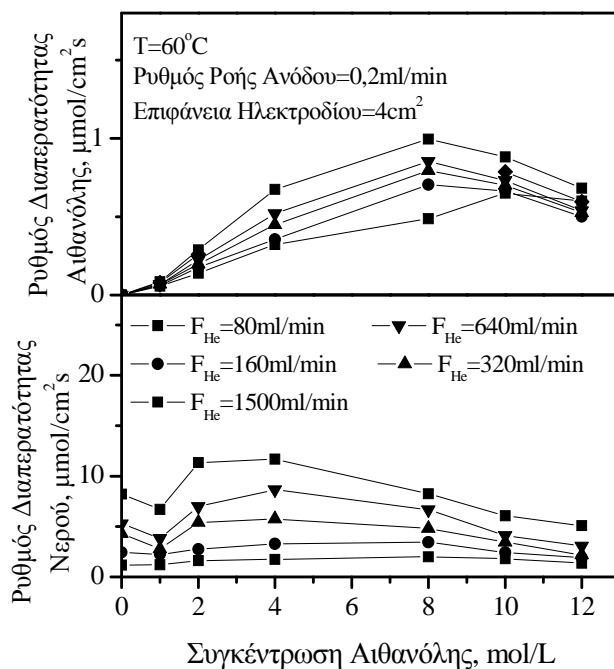 T=60°C
Ρυθμός Ροής Ανόδου=0,2ml/min
Επιφάνεια Ηλεκτροδίου=4cm²
Ρυθμός Διαπερατότητας
Αιθανόλης, μmol/cm²s
1
0
F_He=80ml/min
F_He=640ml/min
F_He=160ml/min
F_He=320ml/min
F_He=1500ml/min
Ρυθμός Διαπερατότητας
Νερού, μmol/cm²s
20
10
0
0 2 4 6 8 10 12
Συγκέντρωση Αιθανόλης, mol/L